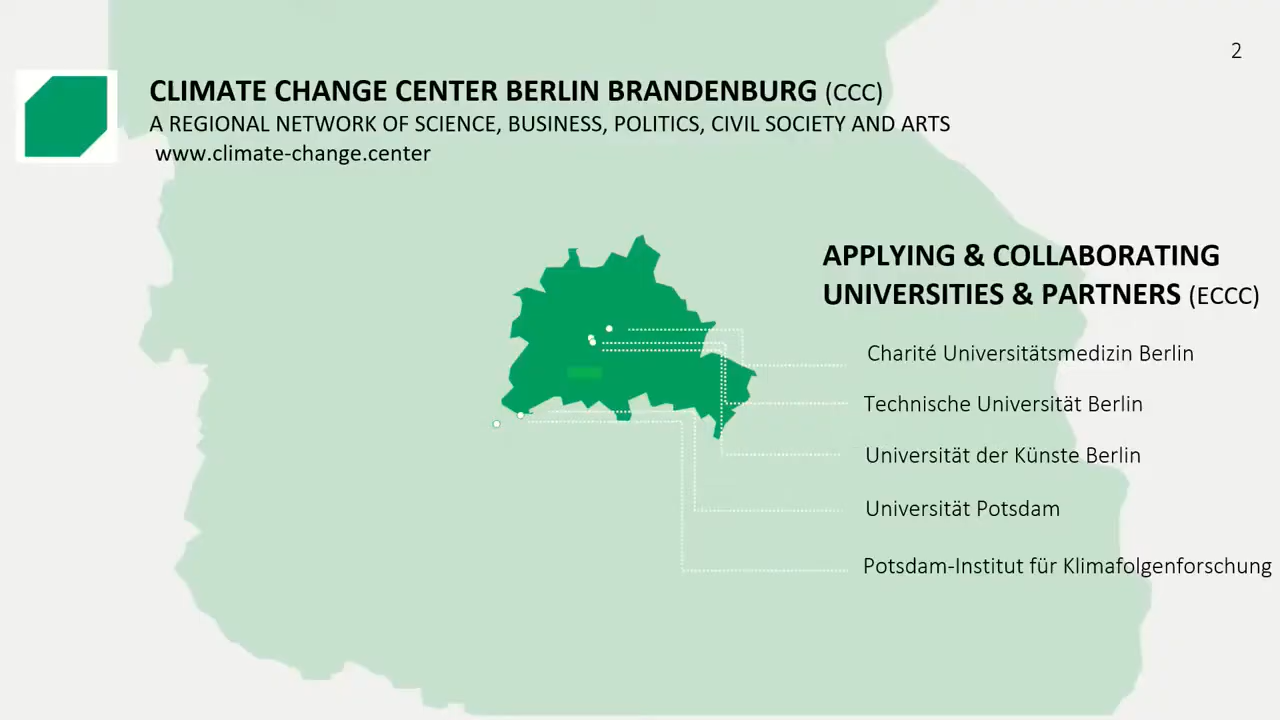 2
CLIMATE CHANGE CENTER BERLIN BRANDENBURG (CCC)
A REGIONAL NETWORK OF SCIENCE, BUSINESS, POLITICS, CIVIL SOCIETY AND ARTS
www.climate-change.center
APPLYING & COLLABORATING
UNIVERSITIES & PARTNERS (ECCC)
Charité Universitätsmedizin Berlin
Technische Universität Berlin
Universität der Künste Berlin
Universität Potsdam
Potsdam-Institut für Klimafolgenforschung